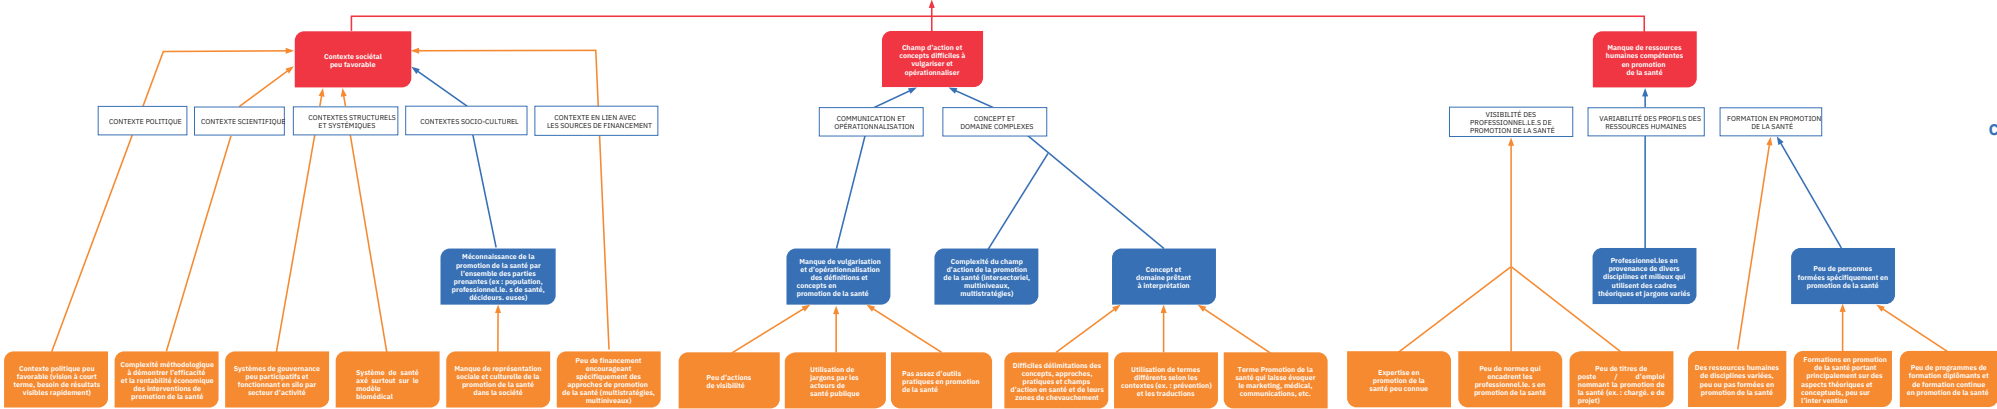 Contexte sociétal
peu favorable
Champ d'action et
concepts difficiles à
vulgariser et
opérationnaliser
Manque de ressources
humaines compétentes
en promotion
de la santé
CONTEXTE POLITIQUE
CONTEXTE SCIENTIFIQUE
CONTEXTES STRUCTURELS
ET SYSTÉMIQUES
CONTEXTES SOCIO-CULTUREL
CONTEXTE EN LIEN AVEC
LES SOURCES DE FINANCEMENT
COMMUNICATION ET
OPÉRATIONNALISATION
CONCEPT ET
DOMAINE COMPLEXES
VISIBILITÉ DES
PROFESSIONNEL.LE.S DE
PROMOTION DE LA SANTÉ
VARIABILITÉ DES PROFILS DES
RESSOURCES HUMAINES
FORMATION EN PROMOTION
DE LA SANTÉ
Méconnaissance de la
promotion de la santé par
l'ensemble des parties
prenantes (ex : population,
professionnel.le. s de santé,
décideurs. euses)
Manque de vulgarisation
et d'opérationnalisation
des définitions et
concepts en
promotion de la santé
Complexité du champ
d'action de la promotion
de la santé (intersectoriel,
multiniveaux,
multistratégies)
Concept et
domaine prêtant
à interprétation
Professionnel.les en
provenance de divers
disciplines et milieux qui
utilisent des cadres
théoriques et jargons variés
Peu de personnes
formées spécifiquement en
promotion de la santé
Contexte politique peu
favorable (vision à court
terme, besoin de résultats
visibles rapidement)
Complexité méthodologique
à démontrer l'efficacité
et la rentabilité économique
des interventions de
promotion de la santé
Systèmes de gouvernance
peu participatifs et
fonctionnant en silo par
secteur d'activité
Système de santé
axé surtout sur le
modèle
biomédical
Manque de représentation
sociale et culturelle de la
promotion de la santé
dans la société
Peu de financement
encourageant
spécifiquement des
approches de promotion
de la santé (multistratégies,
multiniveaux)
Peu d'actions
de visibilité
Utilisation de
jargons par les
acteurs de
santé publique
Pas assez d'outils
pratiques en promotion
de la santé
Difficiles délimitations des
concepts, approches,
pratiques et champs
d'action en santé et de leurs
zones de chevauchement
Utilisation de termes
différents selon les
contextes (ex. : prévention)
et les traductions
Terme Promotion de la
santé qui laisse évoquer
le marketing, médical,
communications, etc.
Expertise en
promotion de la
santé peu connue
Peu de normes qui
encadrent les
professionnel.le. s en
promotion de la santé
Peu de titres de
poste / d'emploi
nommant la promotion de
la santé (ex. : chargé. e de
projet)
Des ressources humaines
de disciplines variées,
peu ou pas formées en
promotion de la santé
Formations en promotion
de la santé portant
principalement sur des
aspects théoriques et
conceptuels, peu sur
l'inter vention
Peu de programmes de
formation diplômants et
de formation continue
en promotion de la santé